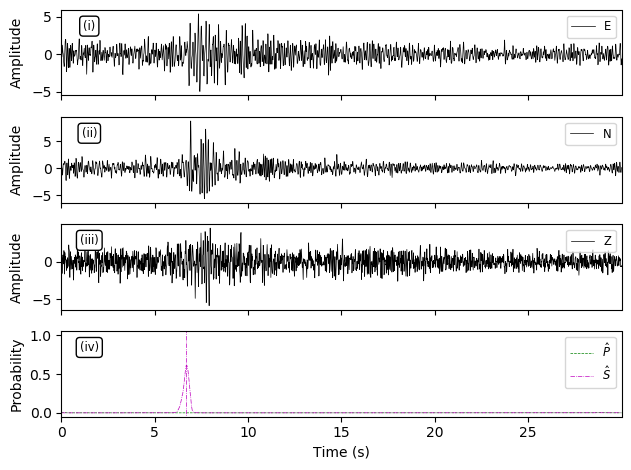 (i)
E
5
0
−5
Amplitude
(ii)
N
5
0
−5
Amplitude
(iii)
Z
0
−5
Amplitude
(iv)
P̂
Ŝ
1.0
0.5
0.0
Probability
0 5 10 15 20 25
Time (s)